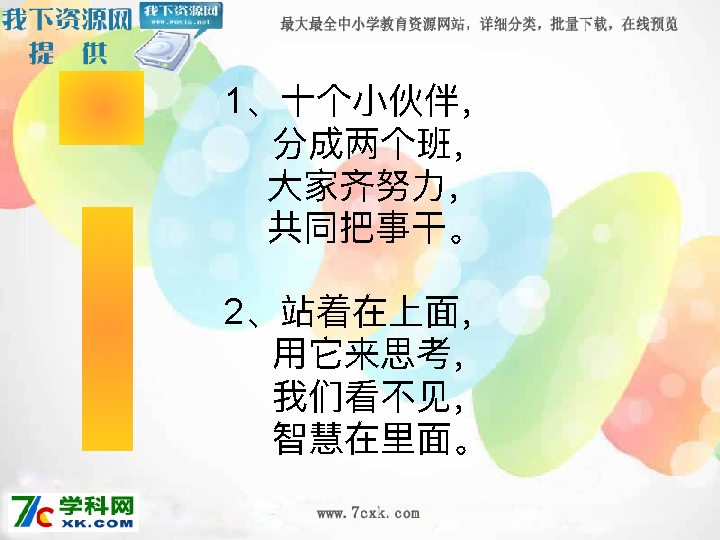 我下资源网
提 供
我下资源网
www.woxia.net
最大最全中小学教育资源网站，详细分类，批量下载，在线预览
1、十个小伙伴，
分成两个班，
大家齐努力，
共同把事干。
2、站着在上面，
用它来思考，
我们看不见，
智慧在里面。
7C 学科网
XK.COM
www.7cxk.com